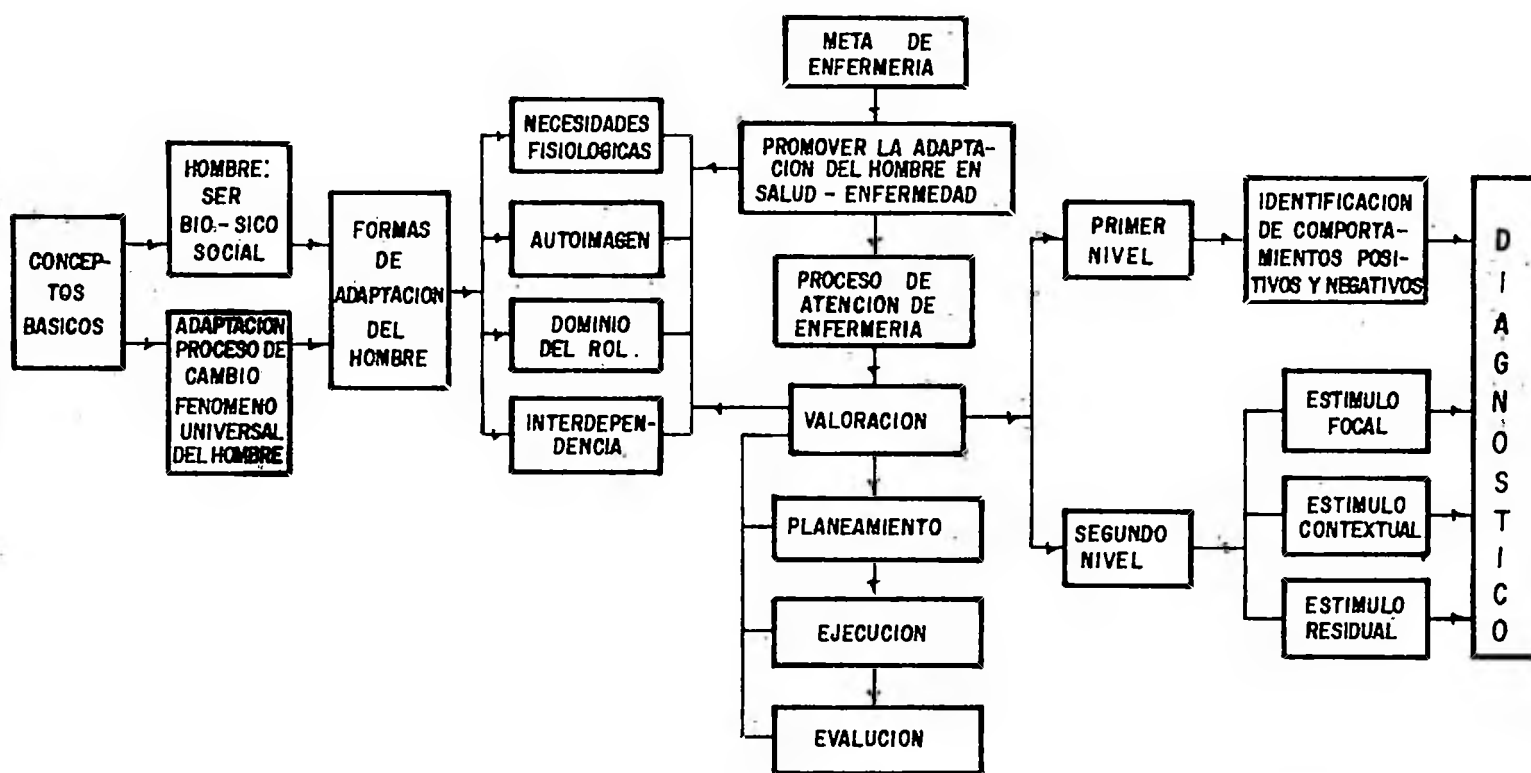 CONCEP-
TOS
BASICOS
HOMBRE:
SER
BIO.- SICO
SOCIAL
ADAPTACION
PROCESO DE
CAMBIO
FENOMENO
UNIVERSAL
DEL HOMBRE
FORMAS
DE
ADAPTACION
DEL
HOMBRE
NECESIDADES
FISIOLOGICAS
AUTOIMAGEN
DOMINIO
DEL ROL.
INTERDEPEN-
DENCIA
META DE
ENFERMERIA
PROMOVER LA ADAPTA-
CION DEL HOMBRE EN
SALUD - ENFERMEDAD
PROCESO DE
ATENCION DE
ENFERMERIA
VALORACION
PLANEAMIENTO
EJECUCION
EVALUCION
PRIMER
NIVEL
SEGUNDO
NIVEL
IDENTIFICACION
DE COMPORTA-
MIENTOS POSI-
TIVOS Y NEGATIVOS
ESTIMULO
FOCAL
ESTIMULO
CONTEXTUAL
ESTIMULO
RESIDUAL
DIAGNOSTICO